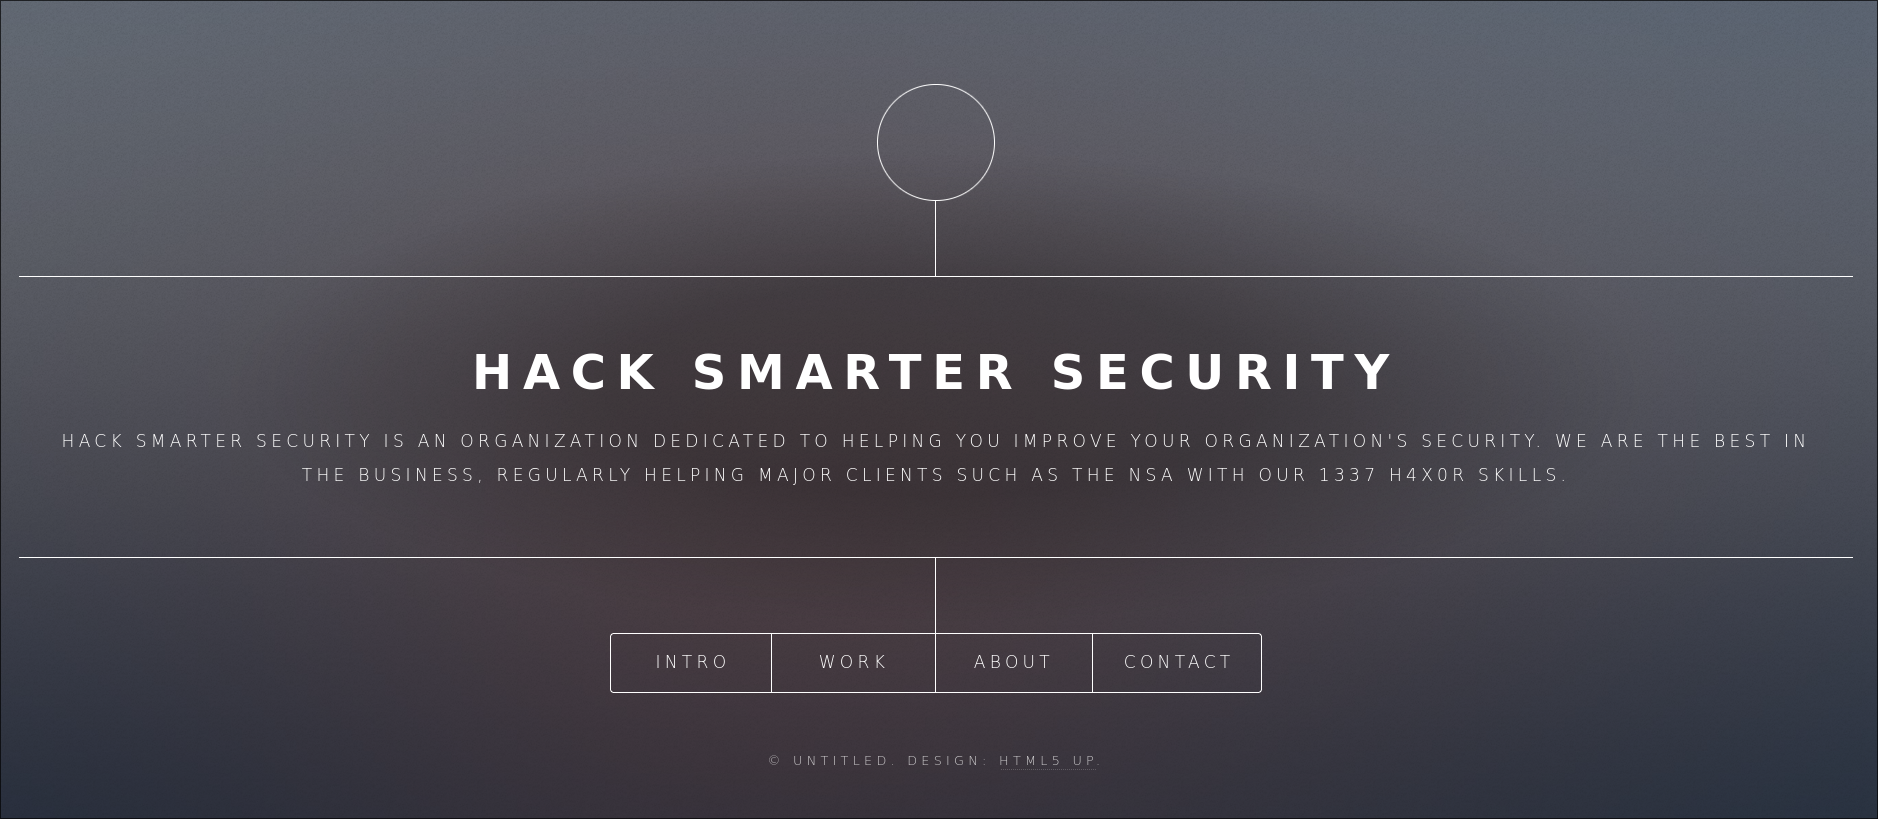 HACK SMARTER SECURITY
HACK SMARTER SECURITY IS AN ORGANIZATION DEDICATED TO HELPING YOU IMPROVE YOUR ORGANIZATION'S SECURITY. WE ARE THE BEST IN
THE BUSINESS, REGULARLY HELPING MAJOR CLIENTS SUCH AS THE NSA WITH OUR 1337 H4X0R SKILLS.
INTRO WORK ABOUT CONTACT
© UNTITLED. DESIGN: HTML5 UP.